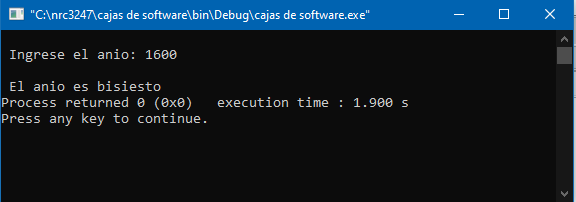 "C:\nrc3247\cajas de software\bin\Debug\cajas de software.exe"
Ingrese el anio: 1600
El anio es bisiesto
Process returned 0 (0x0)   execution time : 1.900 s
Press any key to continue.